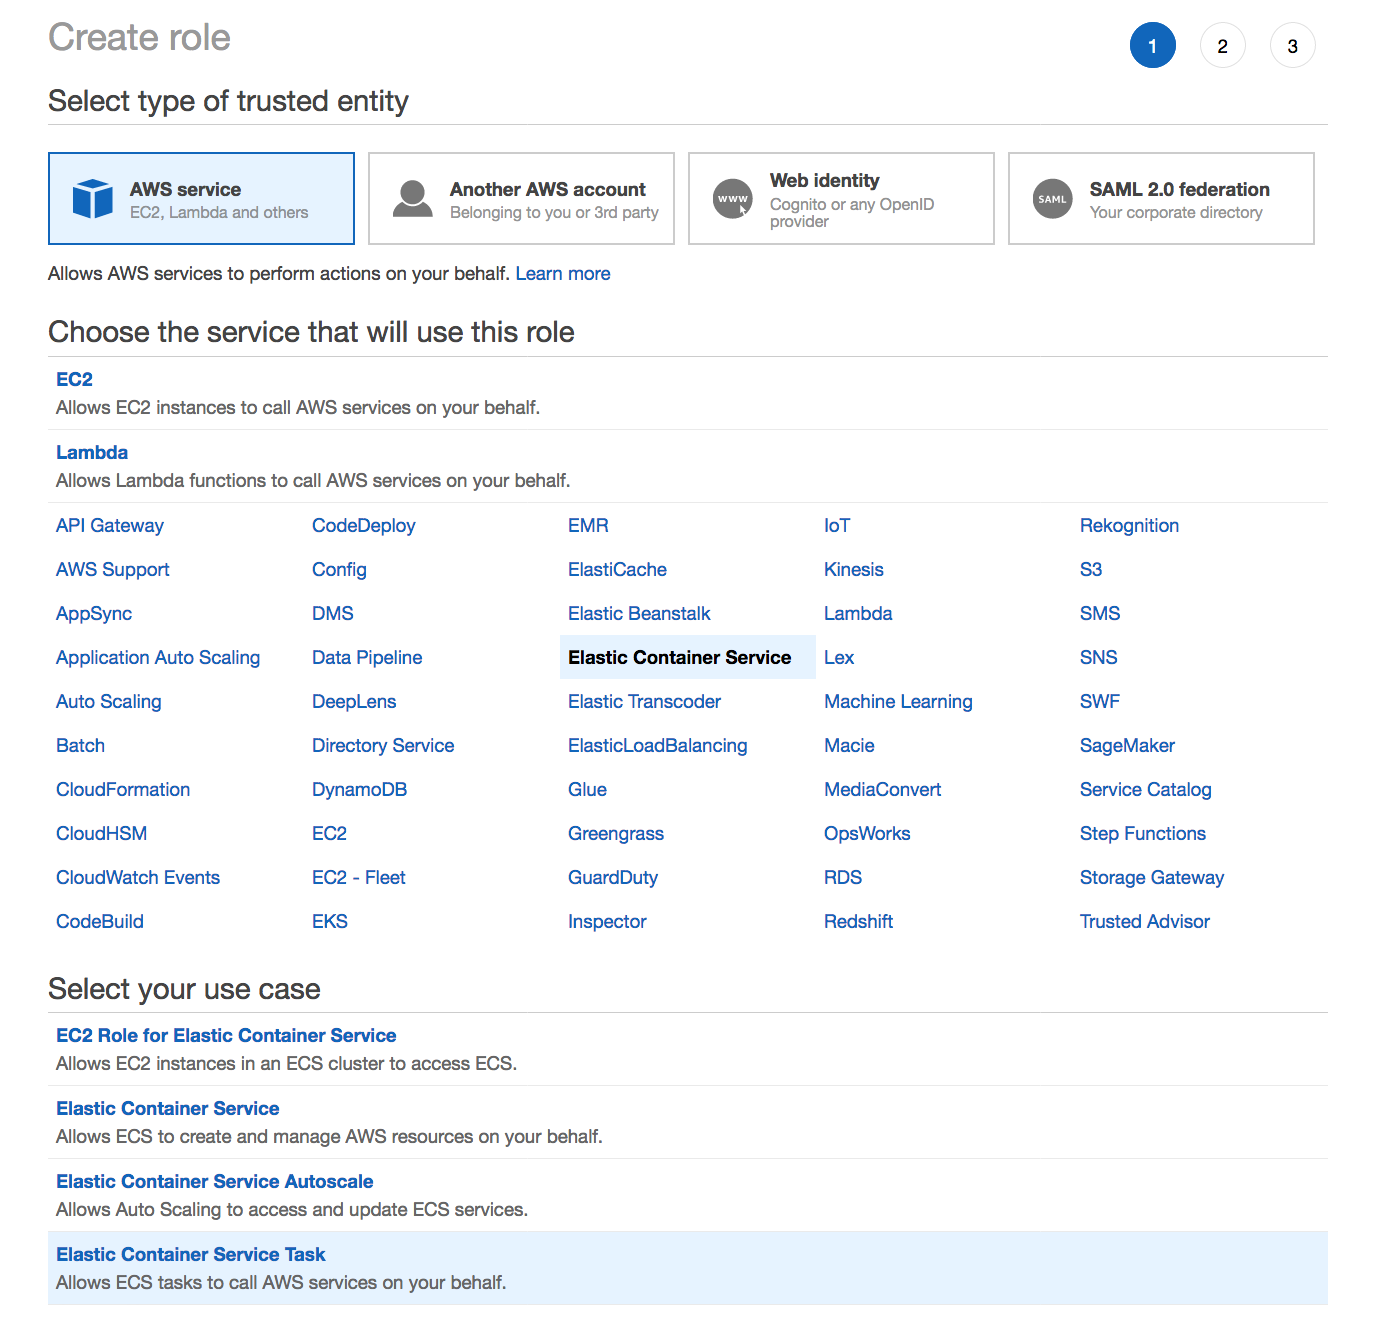 Create role
1
2
3
Select type of trusted entity
AWS service
EC2, Lambda and others
Another AWS account
Belonging to you or 3rd party
www
Web identity
Cognito or any OpenID
provider
SAML
SAML 2.0 federation
Your corporate directory
Allows AWS services to perform actions on your behalf. Learn more
Choose the service that will use this role
EC2
Allows EC2 instances to call AWS services on your behalf.
Lambda
Allows Lambda functions to call AWS services on your behalf.
API Gateway CodeDeploy EMR IoT Rekognition
AWS Support Config ElastiCache Kinesis S3
AppSync DMS Elastic Beanstalk Lambda SMS
Application Auto Scaling Data Pipeline Elastic Container Service Lex SNS
Auto Scaling DeepLens Elastic Transcoder Machine Learning SWF
Batch Directory Service ElasticLoadBalancing Macie SageMaker
CloudFormation DynamoDB Glue MediaConvert Service Catalog
CloudHSM EC2 Greengrass OpsWorks Step Functions
CloudWatch Events EC2 - Fleet GuardDuty RDS Storage Gateway
CodeBuild EKS Inspector Redshift Trusted Advisor
Select your use case
EC2 Role for Elastic Container Service
Allows EC2 instances in an ECS cluster to access ECS.
Elastic Container Service
Allows ECS to create and manage AWS resources on your behalf.
Elastic Container Service Autoscale
Allows Auto Scaling to access and update ECS services.
Elastic Container Service Task
Allows ECS tasks to call AWS services on your behalf.